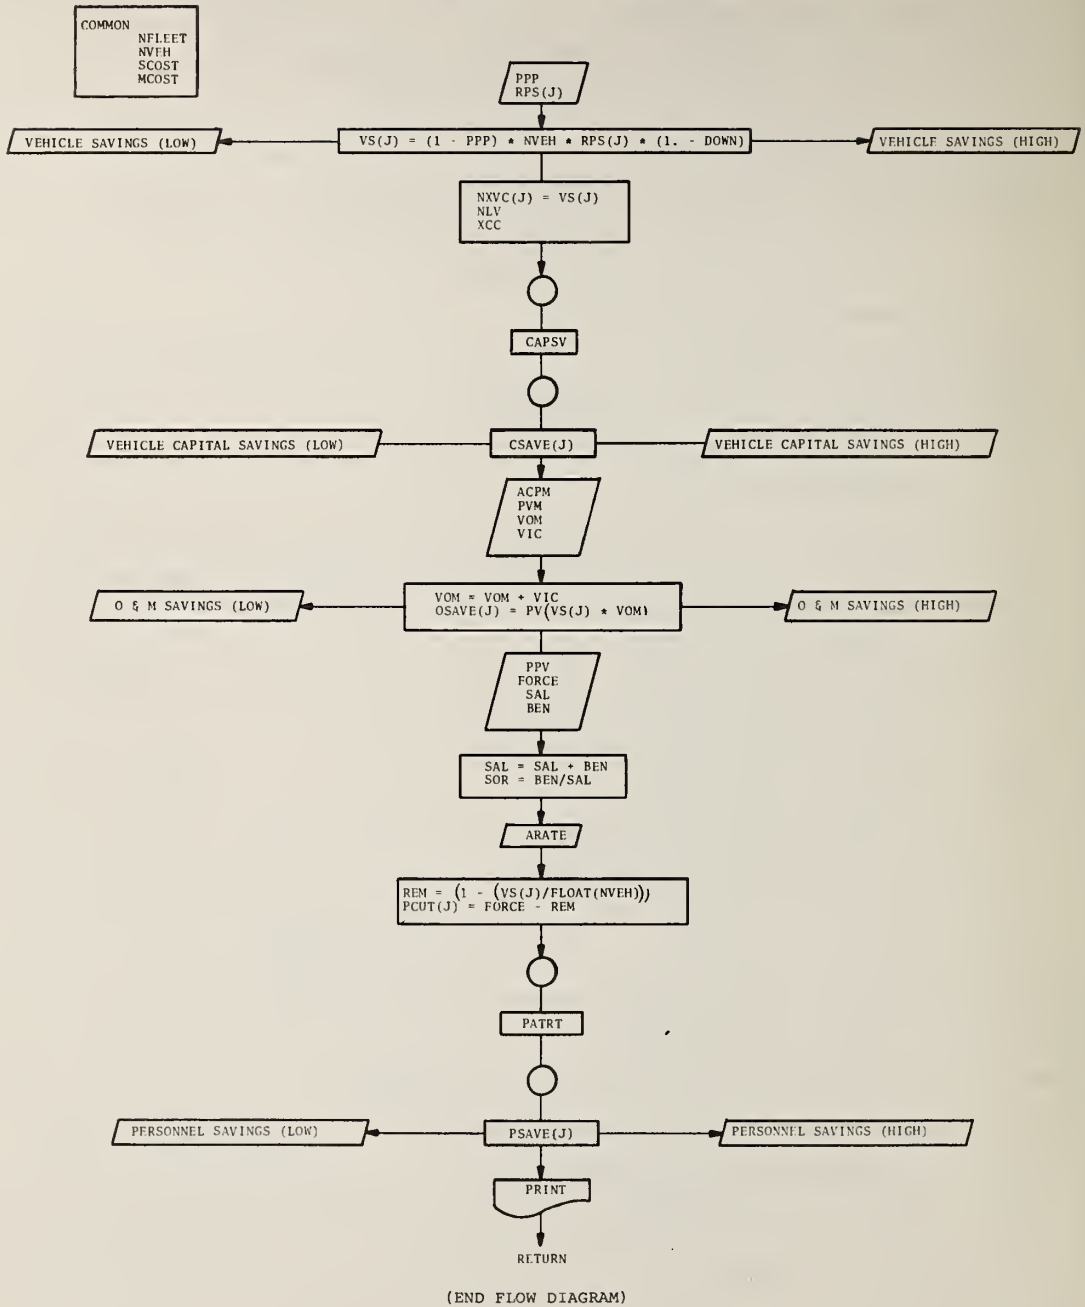 COMMON
NFLEET
NVEH
SCOST
MCOST
PPP
RPS(J)
VEHICLE SAVINGS (LOW)
VS(J) = (1 - PPP) * NVEH * RPS(J) * (1. - DOWN)
VEHICLE SAVINGS (HIGH)
NXVC(J) = VS(J)
NLV
XCC
CAPSV
VEHICLE CAPITAL SAVINGS (LOW)
CSAVE(J)
VEHICLE CAPITAL SAVINGS (HIGH)
ACPM
PVM
VOM
VIC
O & M SAVINGS (LOW)
VOM = VOM + VIC
OSAVE(J) = PV(VS(J) * VOM)
O & M SAVINGS (HIGH)
PPV
FORCE
SAL
BEN
SAL = SAL + BEN
SOR = BEN/SAL
ARATE
REM = (1 - (VS(J)/FLOAT(NVEH)))
PCUT(J) = FORCE - REM
PATRT
PERSONNEL SAVINGS (LOW)
PSAVE(J)
PERSONNEL SAVINGS (HIGH)
PRINT
RETURN
(END FLOW DIAGRAM)